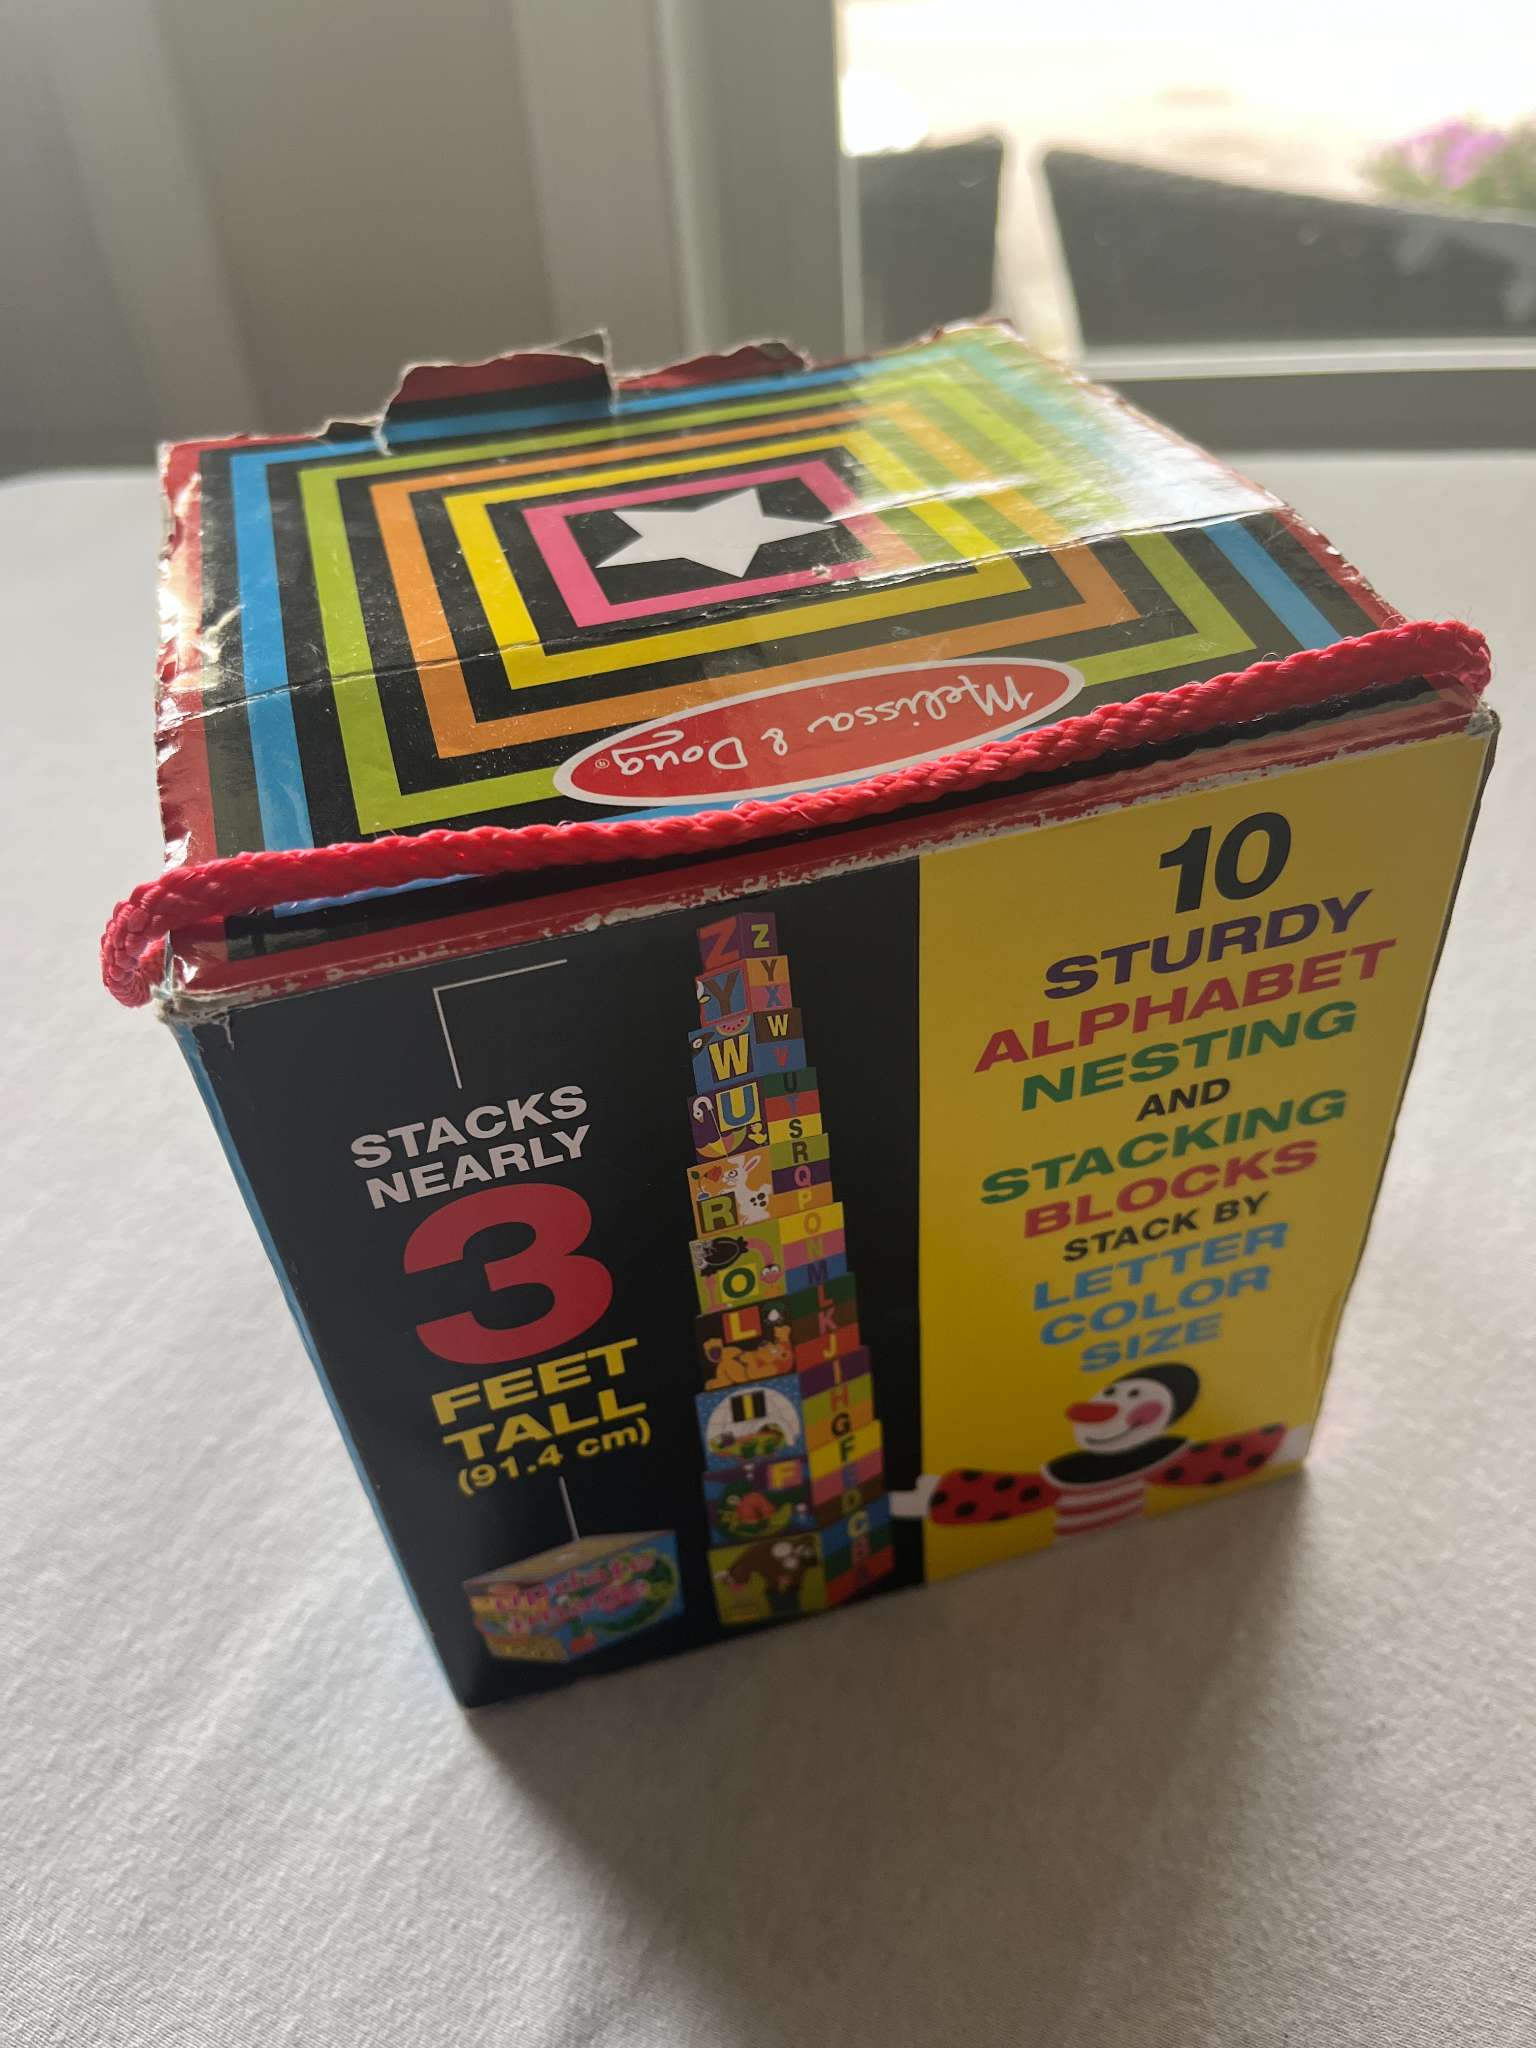 Melissa & Doug®
STACKS
NEARLY
3
FEET
TALL
(91.4 cm)
Z
Z
Y
Y
X
W
W
V
U
U
T
S
R
R
Q
P
O
O
N
M
L
L
K
J
I
H
G
F
F
E
D
C
B
A
10
STURDY
ALPHABET
NESTING
AND
STACKING
BLOCKS
STACK BY
LETTER
COLOR
SIZE